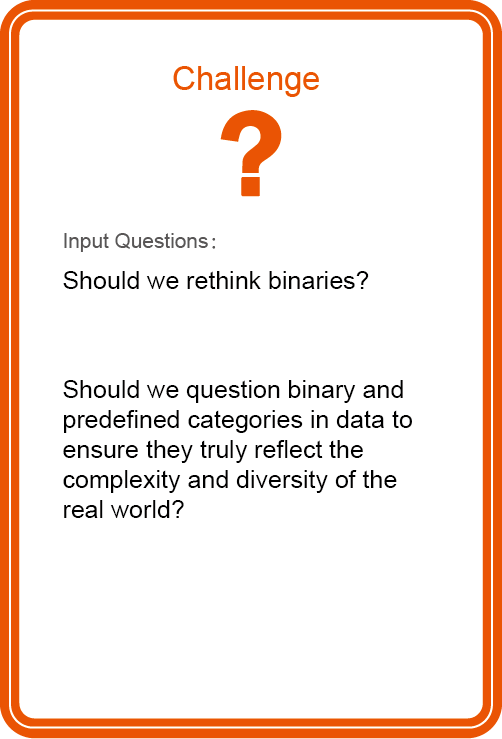 Challenge
?
Input Questions:
Should we rethink binaries?
Should we question binary and
predefined categories in data to
ensure they truly reflect the
complexity and diversity of the
real world?